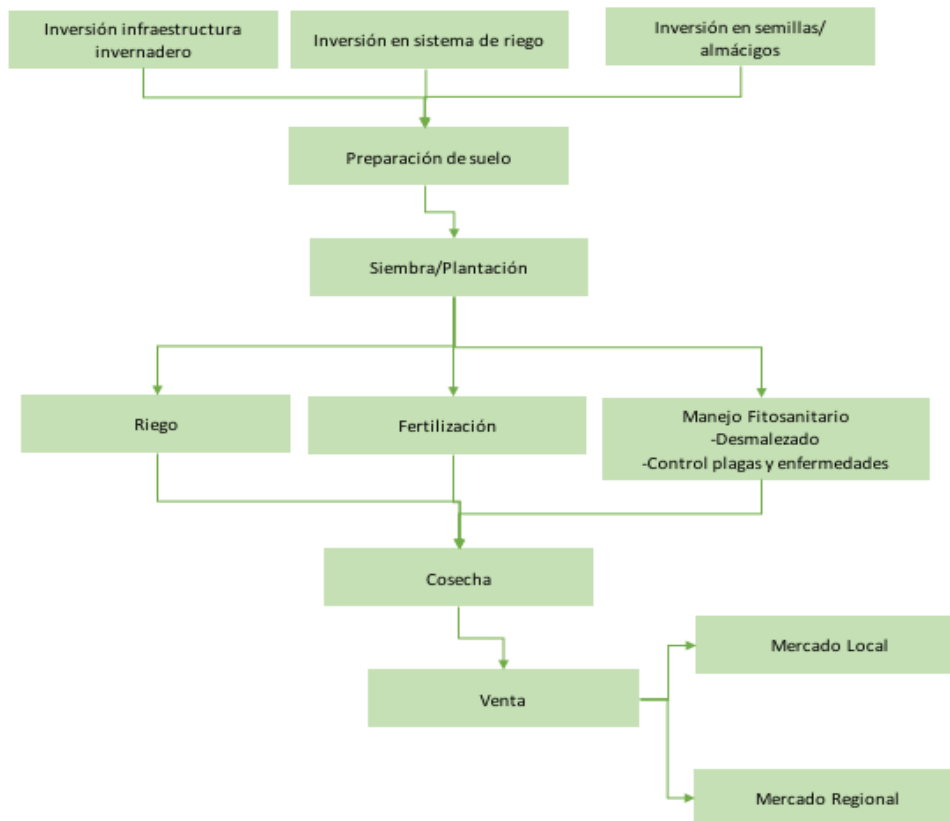 Inversión infraestructura
invernadero
Inversión en sistema de riego
Inversión en semillas/
almácigos
Preparación de suelo
Siembra/Plantación
Riego
Fertilización
Manejo Fitosanitario
-Desmalezado
-Control plagas y enfermedades
Cosecha
Venta
Mercado Local
Mercado Regional